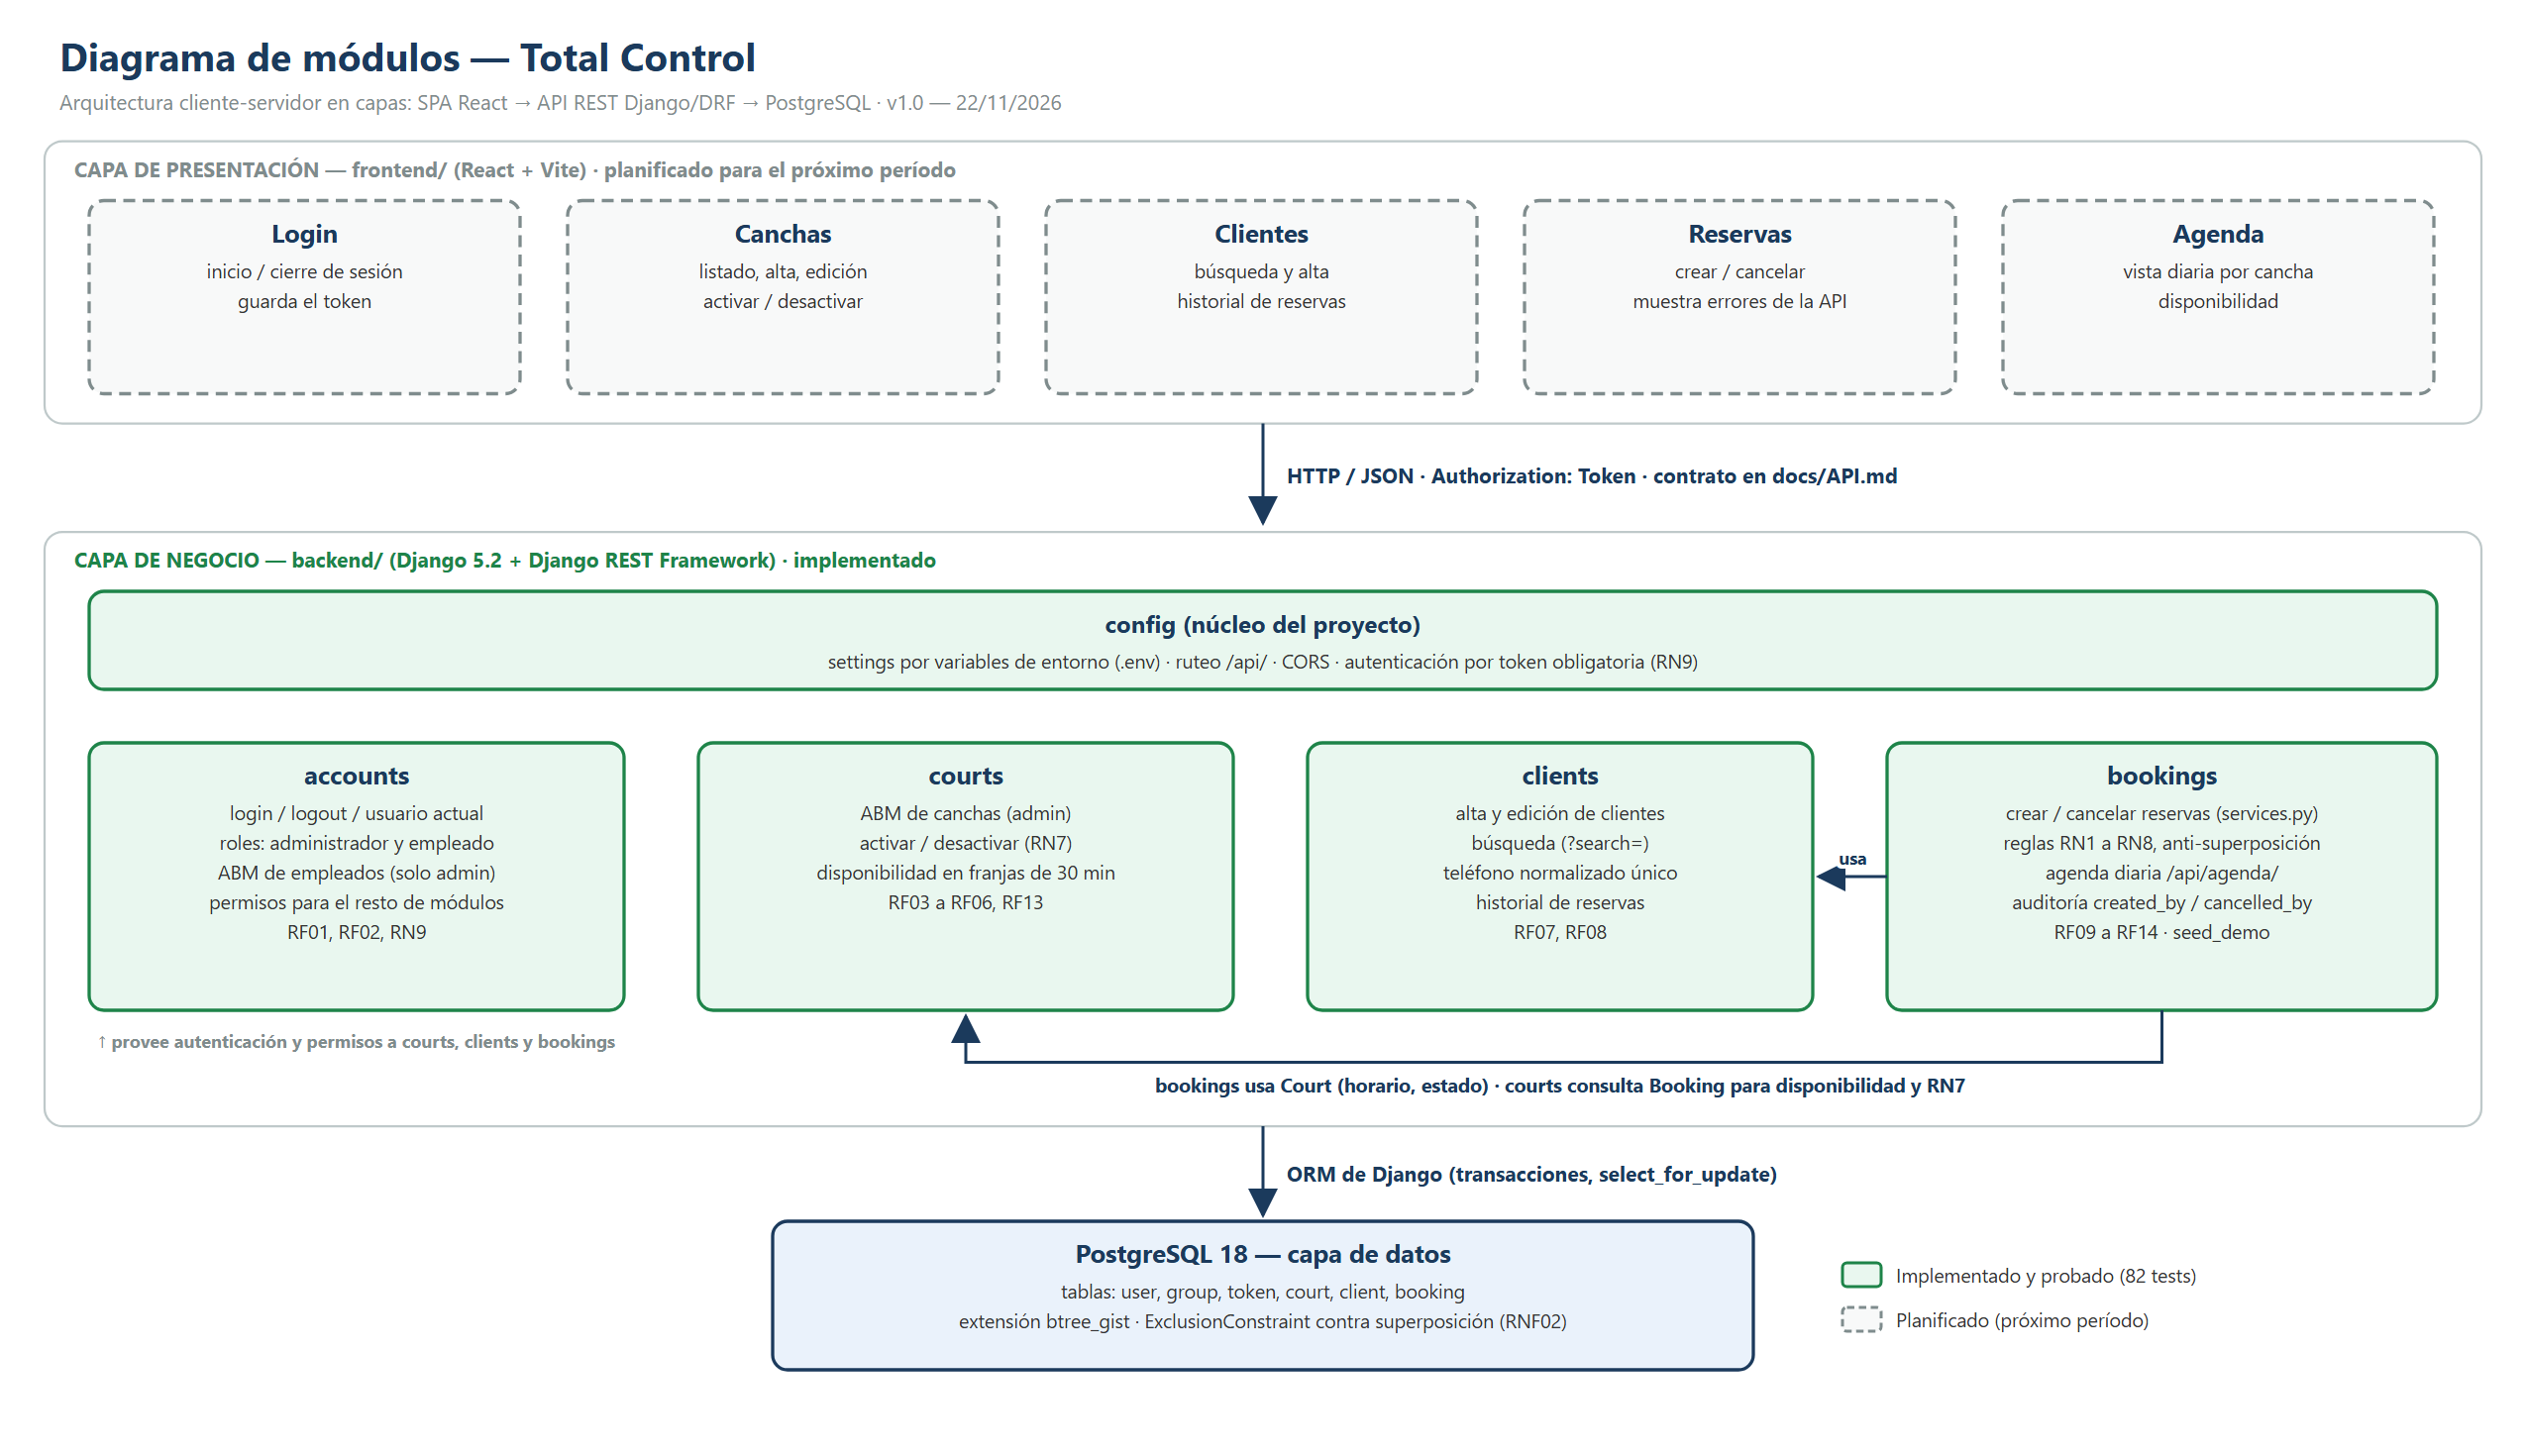 Diagrama de módulos — Total Control
Arquitectura cliente-servidor en capas: SPA React → API REST Django/DRF → PostgreSQL · v1.0 — 22/11/2026
CAPA DE PRESENTACIÓN — frontend/ (React + Vite) · planificado para el próximo período
Login
inicio / cierre de sesión
guarda el token
Canchas
listado, alta, edición
activar / desactivar
Clientes
búsqueda y alta
historial de reservas
Reservas
crear / cancelar
muestra errores de la API
Agenda
vista diaria por cancha
disponibilidad
HTTP / JSON · Authorization: Token · contrato en docs/API.md
CAPA DE NEGOCIO — backend/ (Django 5.2 + Django REST Framework) · implementado
config (núcleo del proyecto)
settings por variables de entorno (.env) · ruteo /api/ · CORS · autenticación por token obligatoria (RN9)
accounts
login / logout / usuario actual
roles: administrador y empleado
ABM de empleados (solo admin)
permisos para el resto de módulos
RF01, RF02, RN9
courts
ABM de canchas (admin)
activar / desactivar (RN7)
disponibilidad en franjas de 30 min
RF03 a RF06, RF13
clients
alta y edición de clientes
búsqueda (?search=)
teléfono normalizado único
historial de reservas
RF07, RF08
usa
bookings
crear / cancelar reservas (services.py)
reglas RN1 a RN8, anti-superposición
agenda diaria /api/agenda/
auditoría created_by / cancelled_by
RF09 a RF14 · seed_demo
↑ provee autenticación y permisos a courts, clients y bookings
bookings usa Court (horario, estado) · courts consulta Booking para disponibilidad y RN7
ORM de Django (transacciones, select_for_update)
PostgreSQL 18 — capa de datos
tablas: user, group, token, court, client, booking
extensión btree_gist · ExclusionConstraint contra superposición (RNF02)
Implementado y probado (82 tests)
Planificado (próximo período)